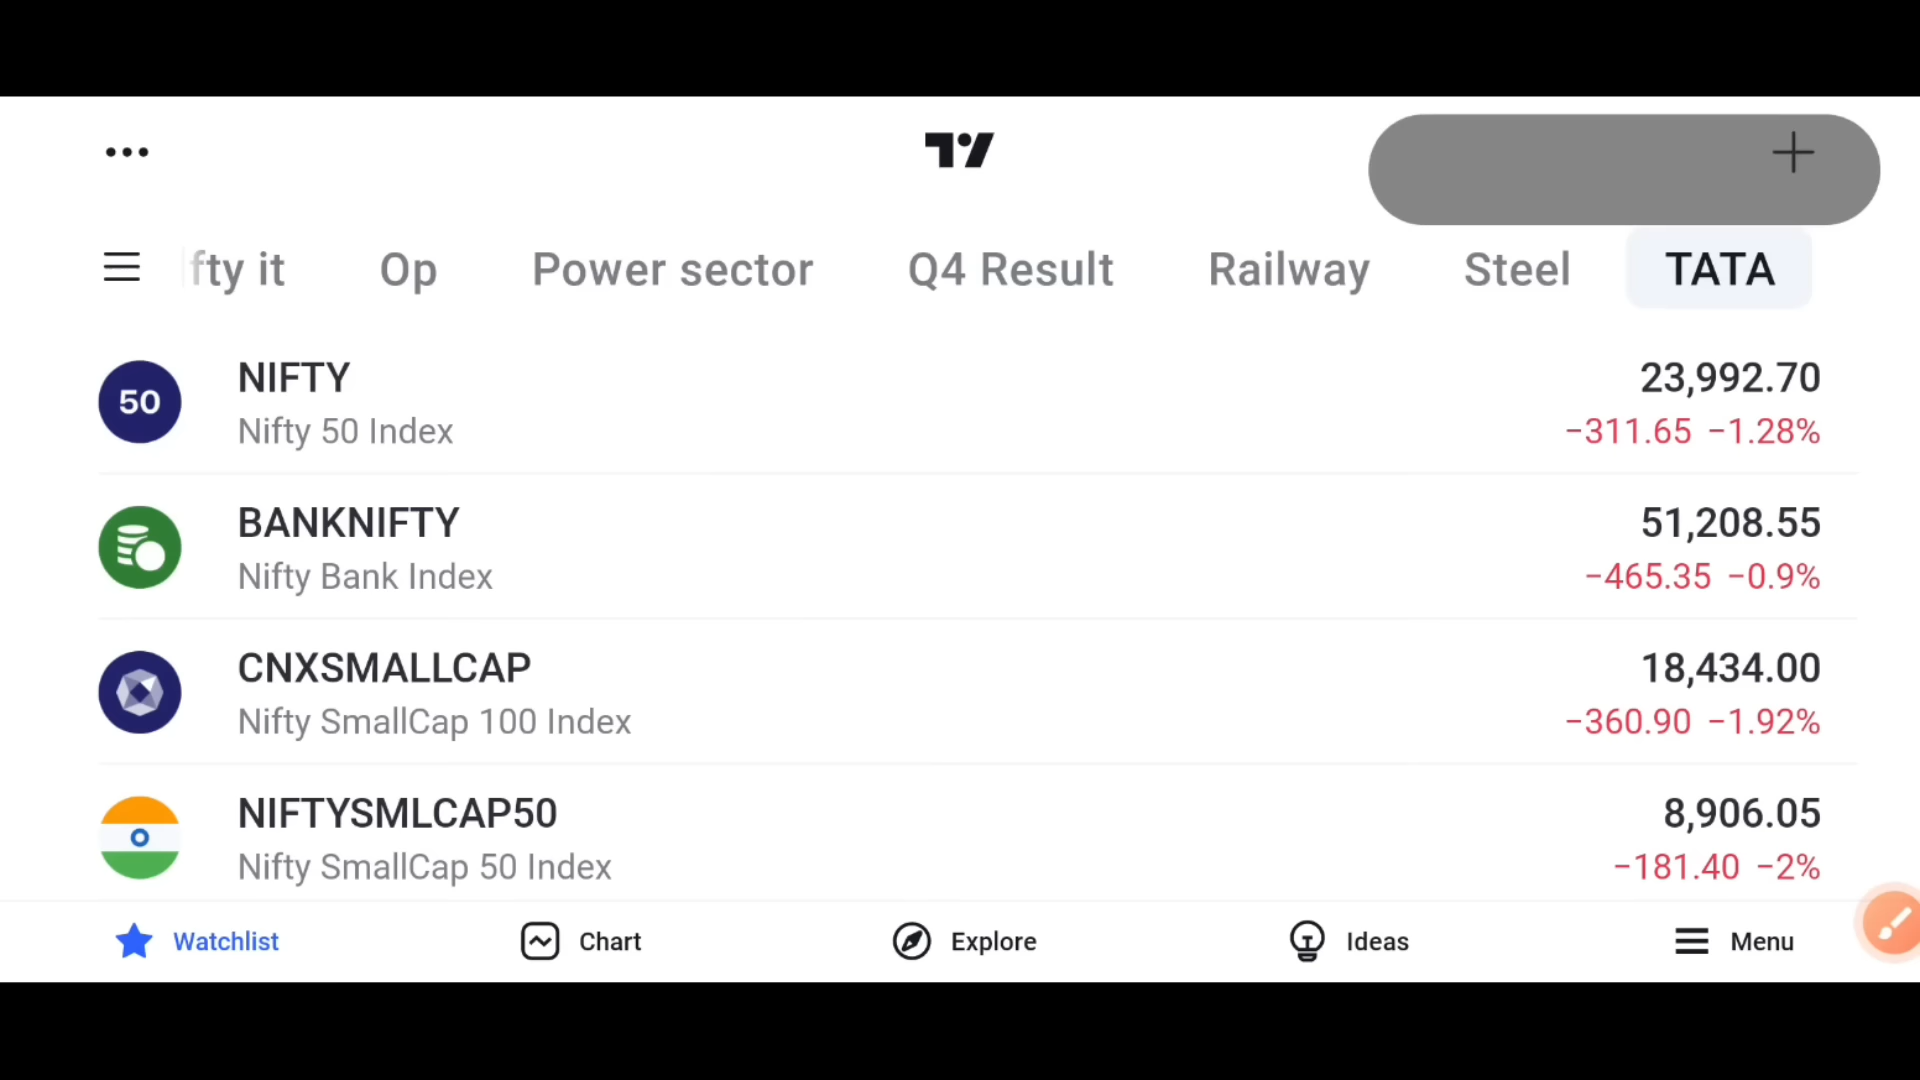 fty it Op Power sector Q4 Result Railway Steel TATA
50 NIFTY 23,992.70
Nifty 50 Index −311.65 −1.28%
BANKNIFTY 51,208.55
Nifty Bank Index −465.35 −0.9%
CNXSMALLCAP 18,434.00
Nifty SmallCap 100 Index −360.90 −1.92%
NIFTYSMLCAP50 8,906.05
Nifty SmallCap 50 Index −181.40 −2%
Watchlist Chart Explore Ideas Menu